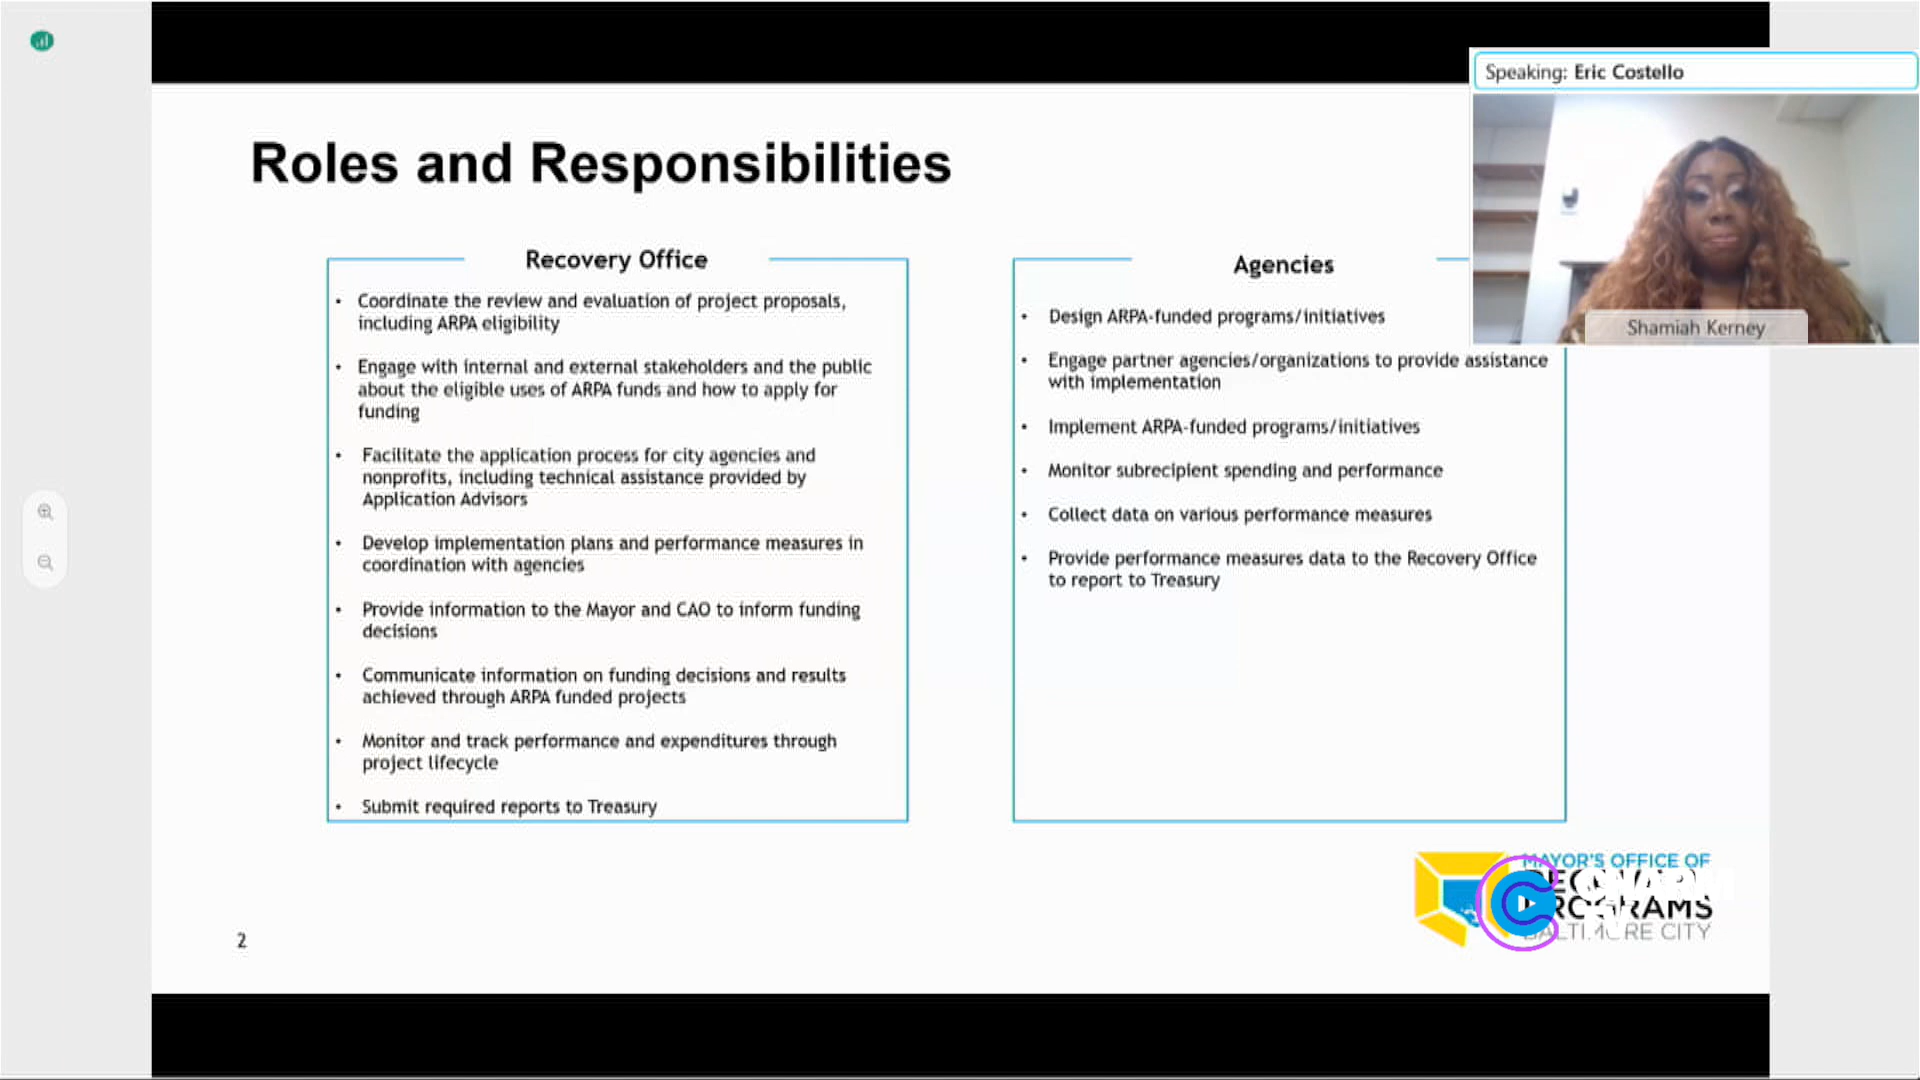 Speaking: Eric Costello
Shamiah Kerney
Roles and Responsibilities
Recovery Office
• Coordinate the review and evaluation of project proposals,
including ARPA eligibility
• Engage with internal and external stakeholders and the public
about the eligible uses of ARPA funds and how to apply for
funding
• Facilitate the application process for city agencies and
nonprofits, including technical assistance provided by
Application Advisors
• Develop implementation plans and performance measures in
coordination with agencies
• Provide information to the Mayor and CAO to inform funding
decisions
• Communicate information on funding decisions and results
achieved through ARPA funded projects
• Monitor and track performance and expenditures through
project lifecycle
• Submit required reports to Treasury
Agencies
• Design ARPA-funded programs/initiatives
• Engage partner agencies/organizations to provide assistance
with implementation
• Implement ARPA-funded programs/initiatives
• Monitor subrecipient spending and performance
• Collect data on various performance measures
• Provide performance measures data to the Recovery Office
to report to Treasury
MAYOR'S OFFICE OF
PROGRAMS
BALTIMORE CITY
2